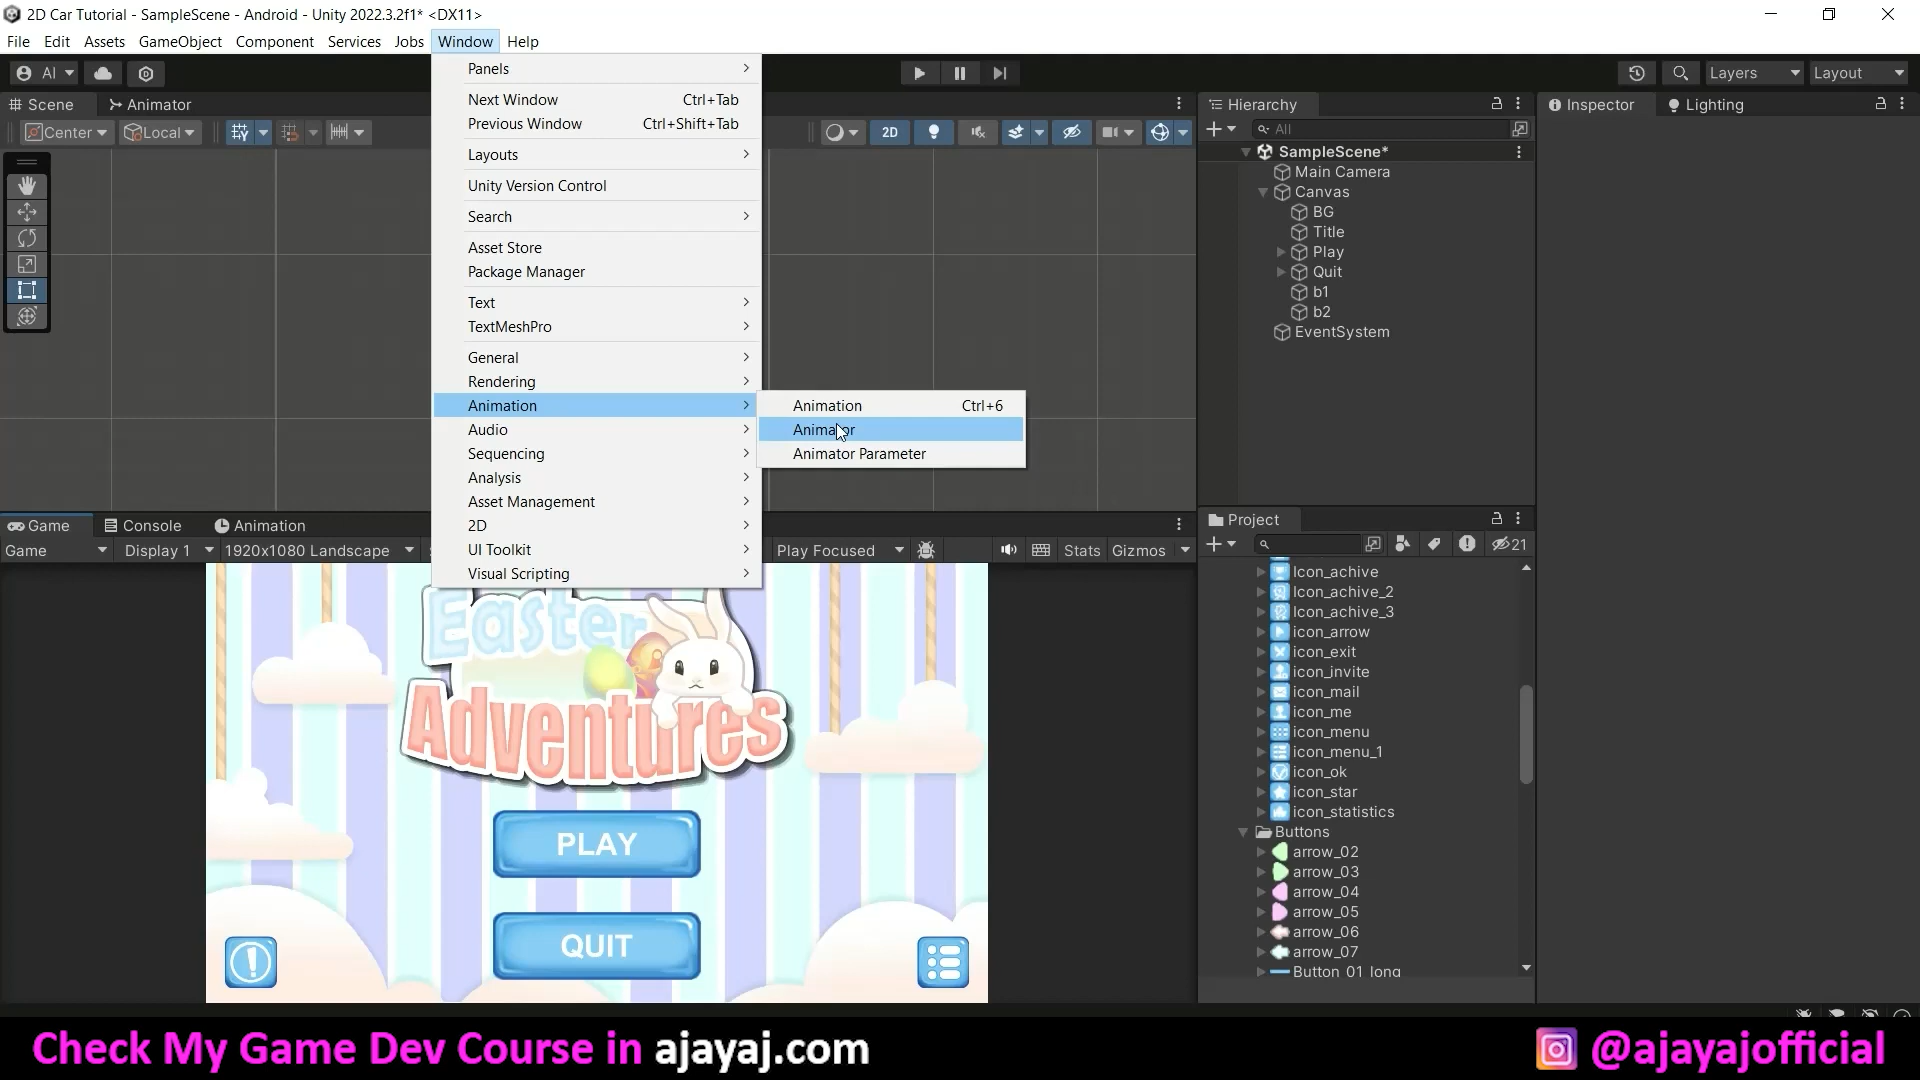 2D Car Tutorial - SampleScene - Android - Unity 2022.3.2f1* <DX11>
File Edit Assets GameObject Component Services Jobs Window Help
AI
Layers
Layout
Scene
Animator
Center
Local
2D
Panels
Next Window Ctrl+Tab
Previous Window Ctrl+Shift+Tab
Layouts
Unity Version Control
Search
Asset Store
Package Manager
Text
TextMeshPro
General
Rendering
Animation
Audio
Sequencing
Analysis
Asset Management
2D
UI Toolkit
Visual Scripting
Animation Ctrl+6
Animator
Animator Parameter
Hierarchy
All
SampleScene*
Main Camera
Canvas
BG
Title
Play
Quit
b1
b2
EventSystem
Inspector
Lighting
Game
Console
Animation
Game
Display 1
1920x1080 Landscape
Play Focused
Stats
Gizmos
Easter
Adventures
PLAY
QUIT
Project
21
Icon_achive
Icon_achive_2
Icon_achive_3
icon_arrow
icon_exit
icon_invite
icon_mail
icon_me
icon_menu
icon_menu_1
icon_ok
icon_star
icon_statistics
Buttons
arrow_02
arrow_03
arrow_04
arrow_05
arrow_06
arrow_07
Button 01 long
Check My Game Dev Course in ajayaj.com
@ajayajofficial